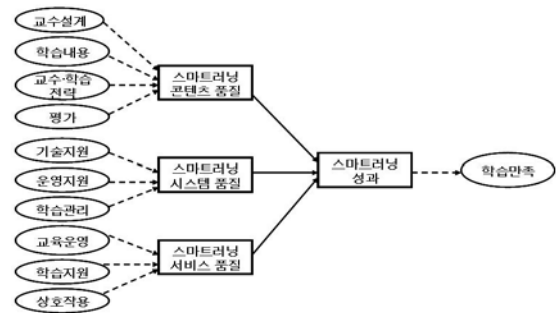 교수설계
학습내용
교수·학습
전략
평가
스마트러닝
콘텐츠 품질
기술지원
운영지원
학습관리
스마트러닝
시스템 품질
교육운영
학습지원
상호작용
스마트러닝
서비스 품질
스마트러닝
성과
학습만족